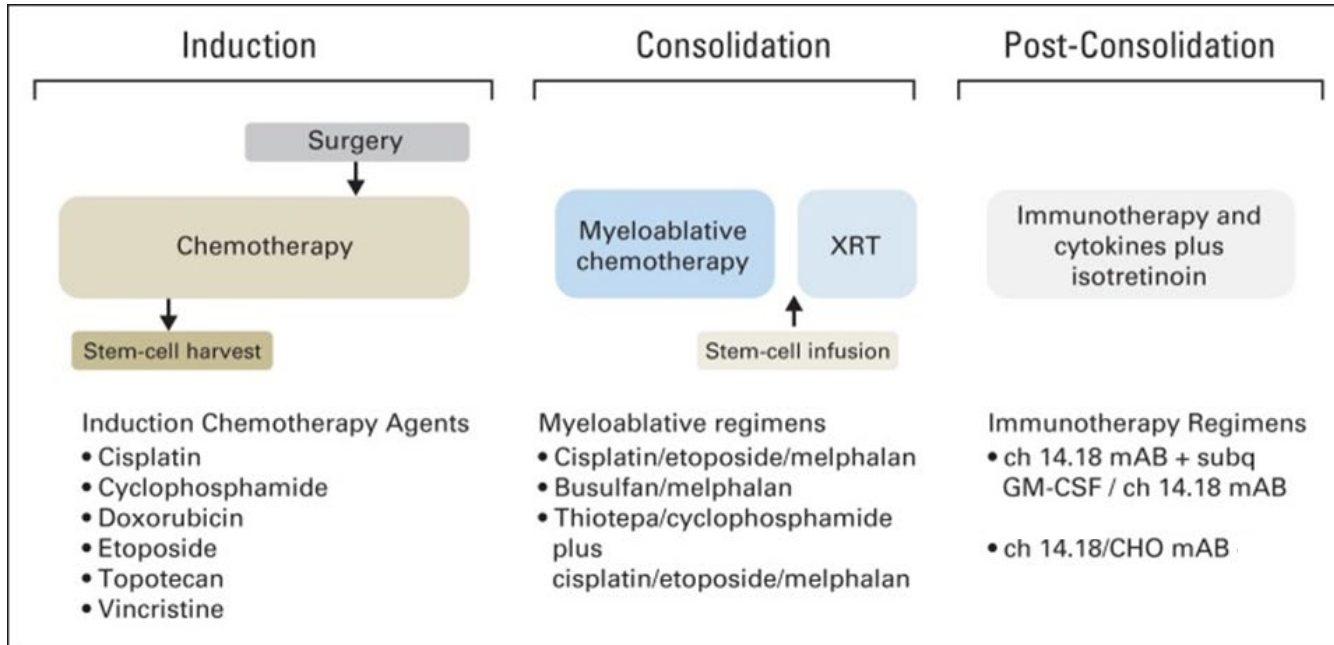 Induction
Consolidation
Post-Consolidation
Surgery
Chemotherapy
Stem-cell harvest
Myeloablative
chemotherapy
XRT
Stem-cell infusion
Immunotherapy and
cytokines plus
isotretinoin
Induction Chemotherapy Agents
• Cisplatin
• Cyclophosphamide
• Doxorubicin
• Etoposide
• Topotecan
• Vincristine
Myeloablative regimens
• Cisplatin/etoposide/melphalan
• Busulfan/melphalan
• Thiotepa/cyclophosphamide
plus
cisplatin/etoposide/melphalan
Immunotherapy Regimens
• ch 14.18 mAB + subq
GM-CSF / ch 14.18 mAB
• ch 14.18/CHO mAB